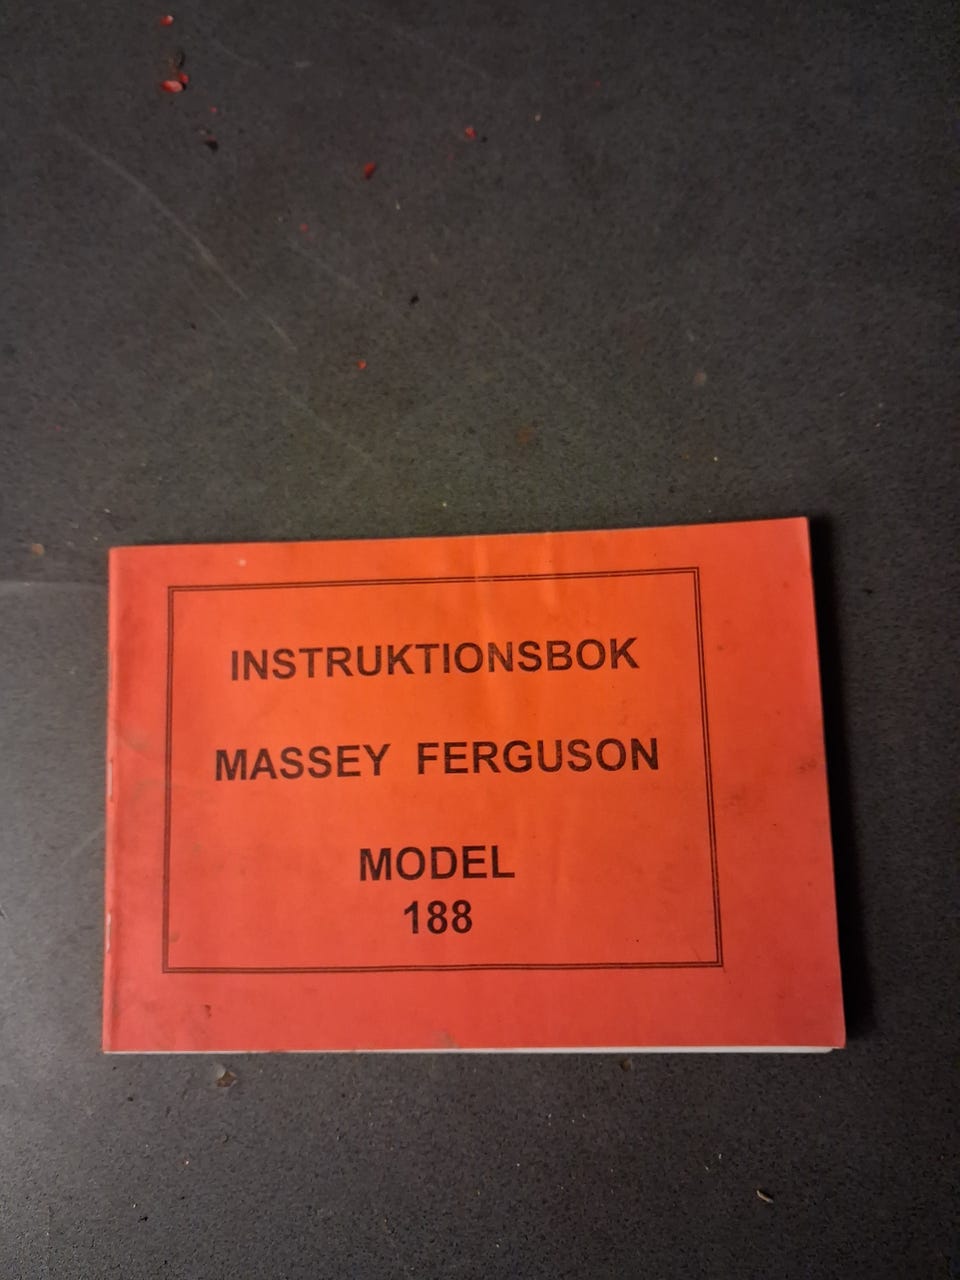 INSTRUKTIONSBOK
MASSEY FERGUSON
MODEL
188